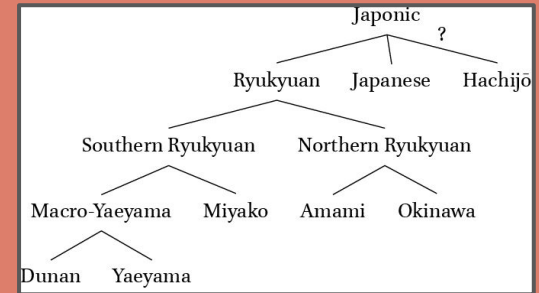 Japonic
?
Ryukyuan Japanese Hachijō
Southern Ryukyuan Northern Ryukyuan
Macro-Yaeyama Miyako Amami Okinawa
Dunan Yaeyama